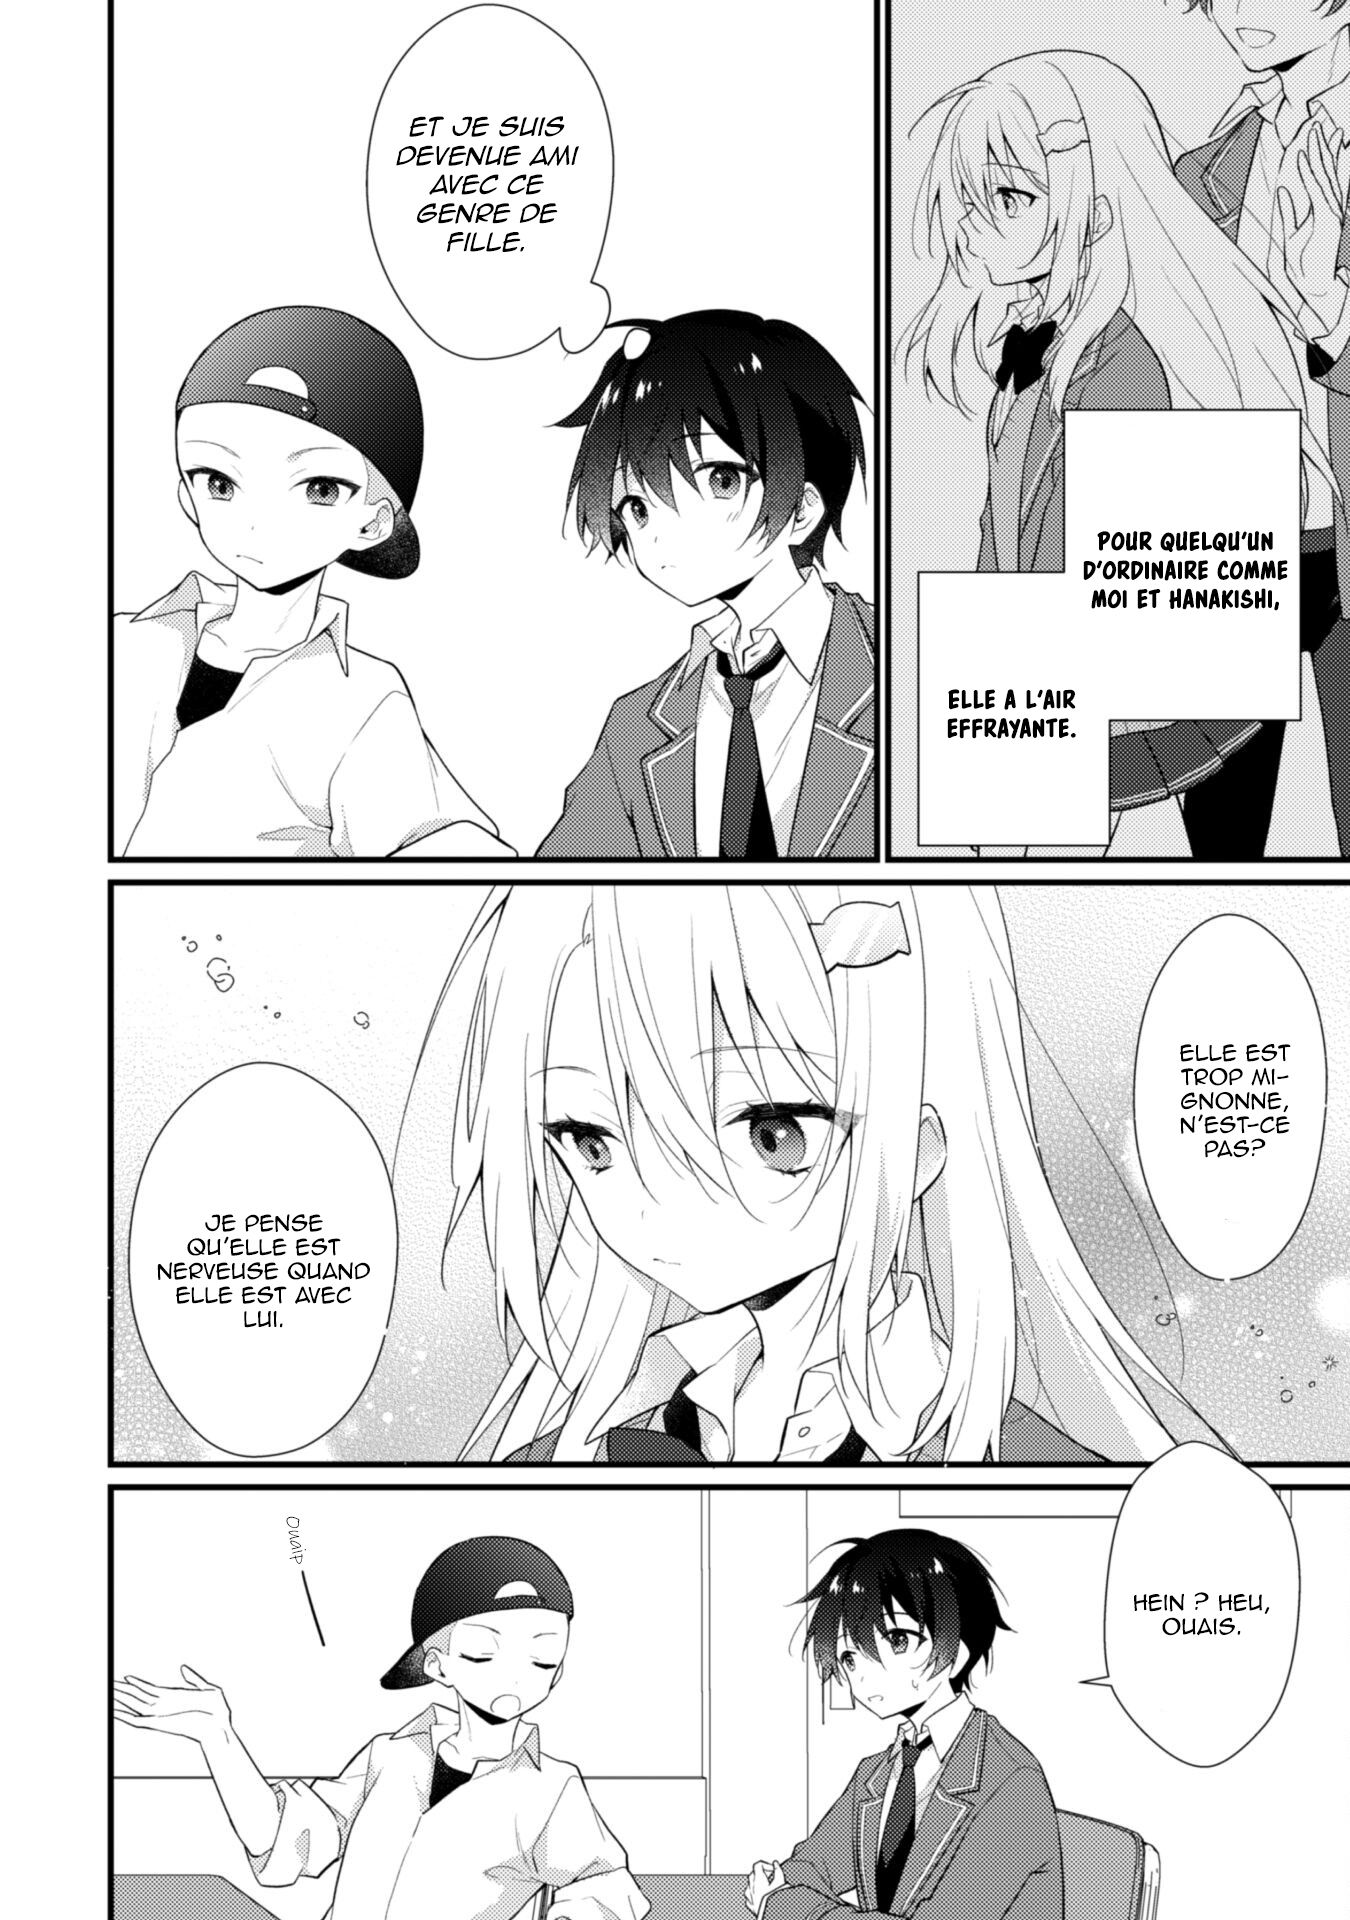 POUR QUELQU'UN
D'ORDINAIRE COMME
MOI ET HANAKISHI,
ELLE A L'AIR
EFFRAYANTE.
ET JE SUIS
DEVENUE AMI
AVEC CE
GENRE DE
FILLE.
ELLE EST
TROP MI-
GNONNE,
N'EST-CE
PAS?
JE PENSE
QU'ELLE EST
NERVEUSE QUAND
ELLE EST AVEC
LUI.
HEIN ? HEU,
OUAIS.
Ouaip